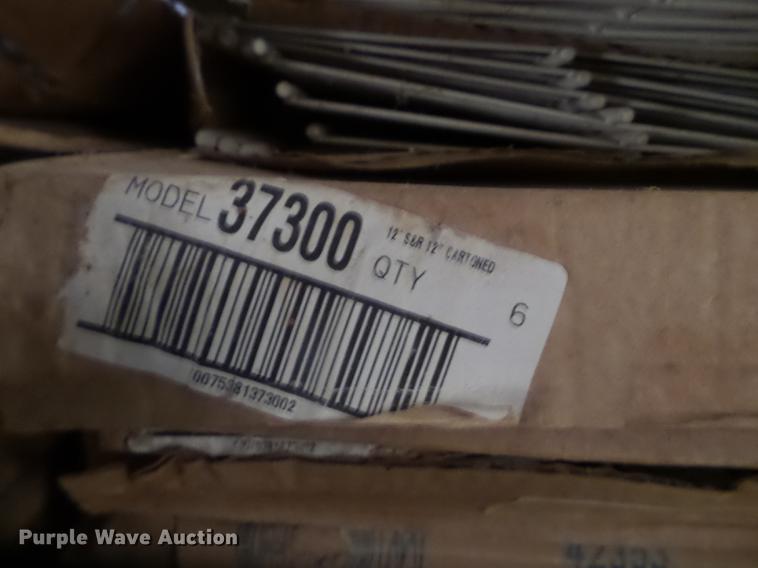 MODEL 37300
12" S&R 12" CARTONED
QTY 6
0075381373002
Purple Wave Auction